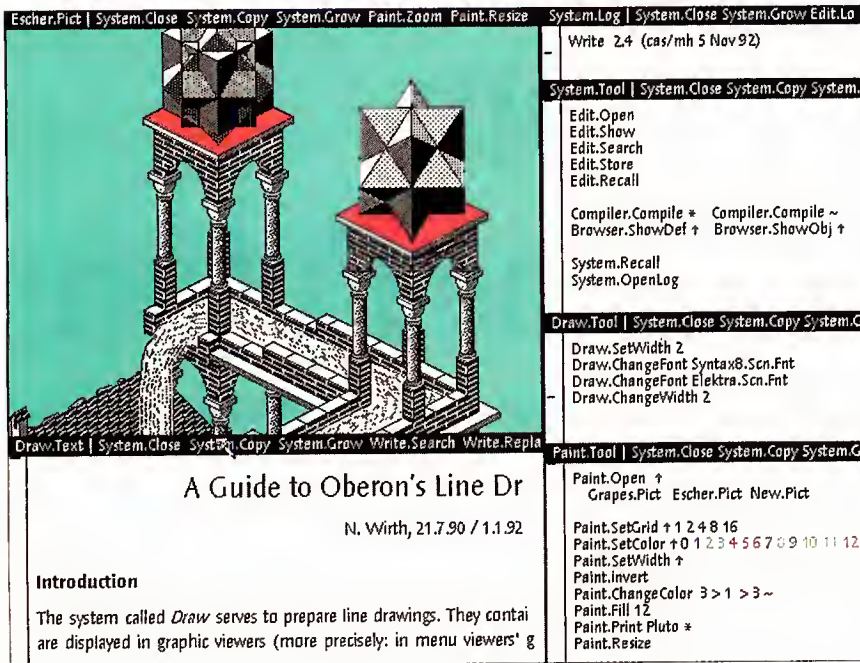 Escher.Pict | System.Close System.Copy System.Grow Paint.Zoom Paint.Resize
Draw.Text | System.Close System.Copy System.Grow Write.Search Write.Repla
A Guide to Oberon's Line Dr
N. Wirth, 21.7.90 / 1.1.92
Introduction
The system called Draw serves to prepare line drawings. They contai
are displayed in graphic viewers (more precisely: in menu viewers' g
System.Log | System.Close System.Grow Edit.Lo
Write 2.4 (cas/mh 5 Nov 92)
System.Tool | System.Close System.Copy System.
Edit.Open
Edit.Show
Edit.Search
Edit.Store
Edit.Recall
Compiler.Compile * Compiler.Compile ~
Browser.ShowDef ↑ Browser.ShowObj ↑
System.Recall
System.OpenLog
Draw.Tool | System.Close System.Copy System.G
Draw.SetWidth 2
Draw.ChangeFont Syntax8.Scn.Fnt
Draw.ChangeFont Elektra.Scn.Fnt
Draw.ChangeWidth 2
Paint.Tool | System.Close System.Copy System.G
Paint.Open ↑
Grapes.Pict Escher.Pict New.Pict
Paint.SetGrid ↑ 1 2 4 8 16
Paint.SetColor ↑ 0 1 2 3 4 5 6 7 8 9 10 11 12
Paint.SetWidth ↑
Paint.invert
Paint.ChangeColor 3 > 1 > 3 ~
Paint.Fill 12
Paint.Print Pluto *
Paint.Resize